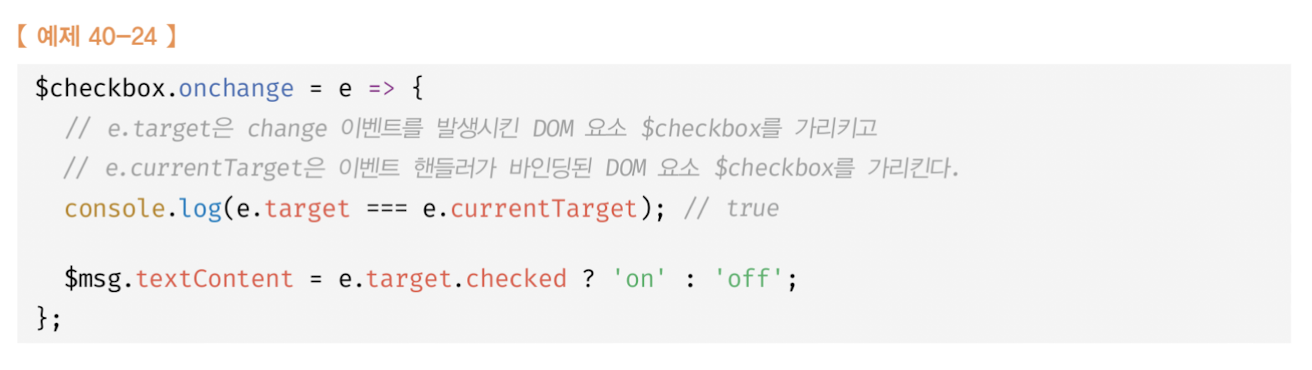 【 예제 40-24 】
$checkbox.onchange = e => {
  // e.target은 change 이벤트를 발생시킨 DOM 요소 $checkbox를 가리키고
  // e.currentTarget은 이벤트 핸들러가 바인딩된 DOM 요소 $checkbox를 가리킨다.
  console.log(e.target === e.currentTarget); // true

  $msg.textContent = e.target.checked ? 'on' : 'off';
};